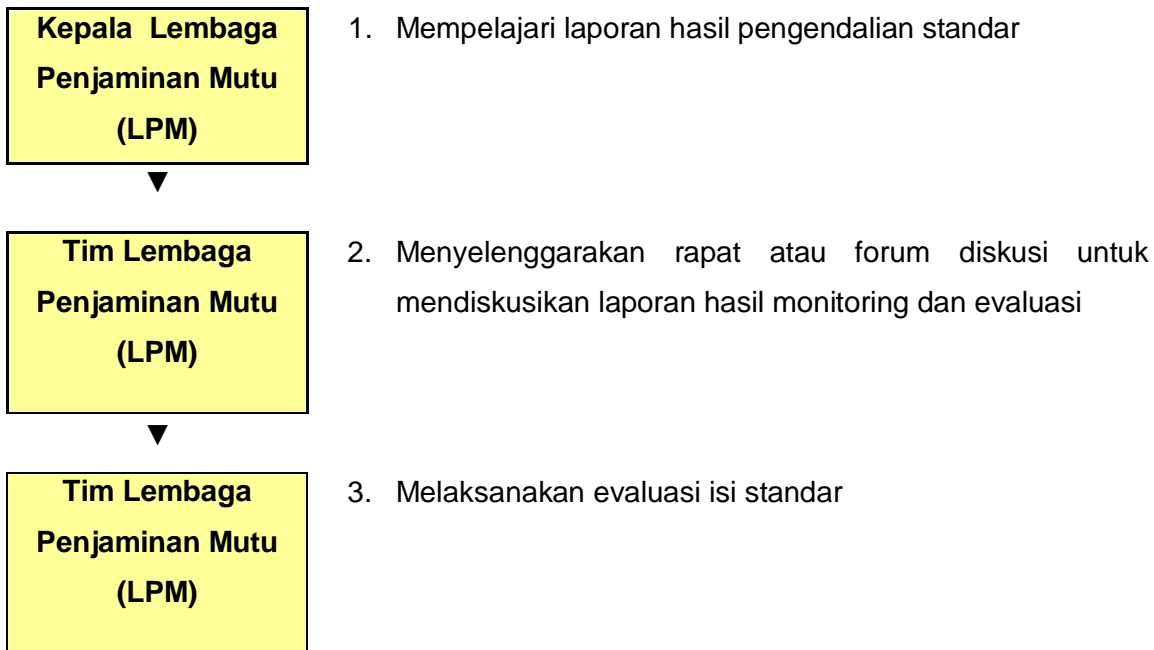 Kepala Lembaga
Penjaminan Mutu
(LPM)
1. Mempelajari laporan hasil pengendalian standar
Tim Lembaga
Penjaminan Mutu
(LPM)
2. Menyelenggarakan rapat atau forum diskusi untuk
mendiskusikan laporan hasil monitoring dan evaluasi
Tim Lembaga
Penjaminan Mutu
(LPM)
3. Melaksanakan evaluasi isi standar